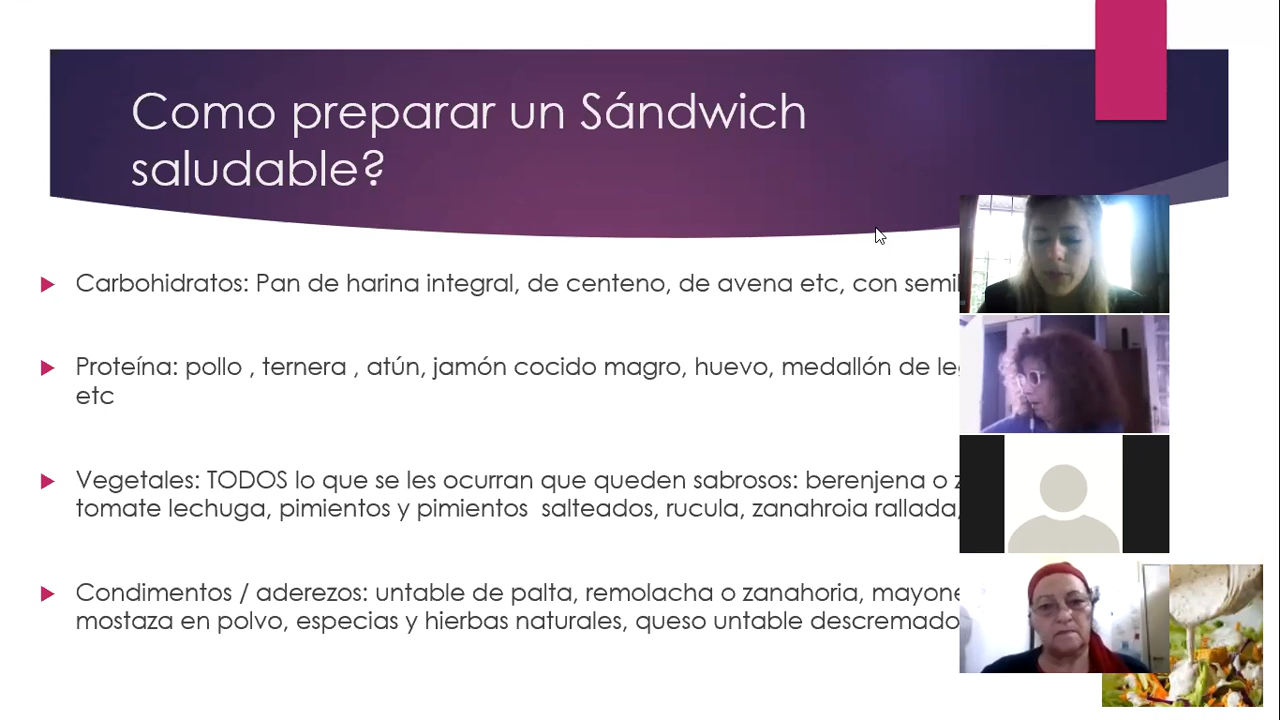 Como preparar un Sándwich
saludable?
Carbohidratos: Pan de harina integral, de centeno, de avena etc, con
Proteína: pollo , ternera , atún, jamón cocido magro, huevo, medallón de
etc
Vegetales: TODOS lo que se les ocurran que queden sabrosos: berenjena o
tomate lechuga, pimientos y pimientos salteados, rucula, zanahroia rallada,
Condimentos / aderezos: untable de palta, remolacha o zanahoria,
mostaza en polvo, especias y hierbas naturales, queso untable descremado